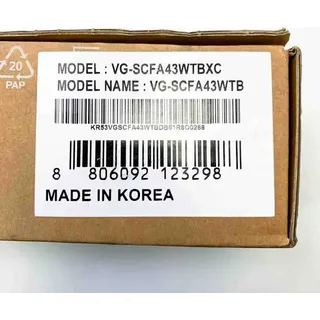 20
PAP
MODEL : VG-SCFA43WTBXC
MODEL NAME : VG-SCFA43WTB
8 806092 123298
MADE IN KOREA